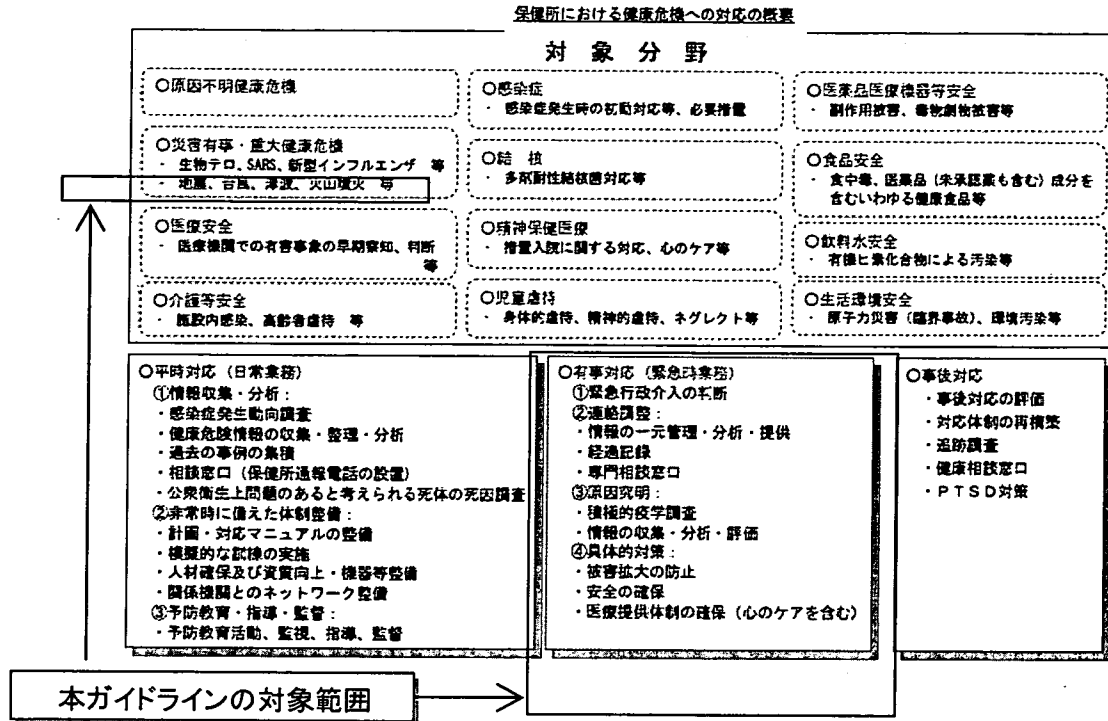 保健所における健康危機への対応の概要
対象分野
○原因不明健康危機
○災害有事・重大健康危機
・ 生物テロ、SARS、新型インフルエンザ 等
・ 地震、台風、津波、火山噴火 等
○医療安全
・ 医療機関での有害事象の早期察知、判断
等
○介護等安全
・ 施設内感染、高齢者虐待 等
○感染症
・ 感染症発生時の初動対応等、必要措置
○結 核
・ 多剤耐性結核菌対応等
○精神保健医療
・ 措置入院に関する対応、心のケア等
○児童虐待
・ 身体的虐待、精神的虐待、ネグレクト等
○医薬品医療機器等安全
・ 副作用被害、毒物劇物被害等
○食品安全
・ 食中毒、医薬品(未承認薬も含む)成分を
含むいわゆる健康食品等
○飲料水安全
・ 有機ヒ素化合物による汚染等
○生活環境安全
・ 原子力災害(臨界事故)、環境汚染等
○平時対応(日常業務)
①情報収集・分析:
・感染症発生動向調査
・健康危険情報の収集・整理・分析
・過去の事例の集積
・相談窓口(保健所通報電話の設置)
・公衆衛生上問題のあると考えられる死体の死因調査
②非常時に備えた体制整備:
・計画・対応マニュアルの整備
・模擬的な試練の実施
・人材確保及び資質向上・機器等整備
・関係機関とのネットワーク整備
③予防教育・指導・監督:
・予防教育活動、監視、指導、監督
○有事対応(緊急時業務)
①緊急行政介入の判断
②連絡調整:
・情報の一元管理・分析・提供
・経過記録
・専門相談窓口
③原因究明:
・積極的疫学調査
・情報の収集・分析・評価
④具体的対策:
・被害拡大の防止
・安全の確保
・医療提供体制の確保(心のケアを含む)
○事後対応
・事後対応の評価
・対応体制の再構築
・追跡調査
・健康相談窓口
・PTSD対策
本ガイドラインの対象範囲